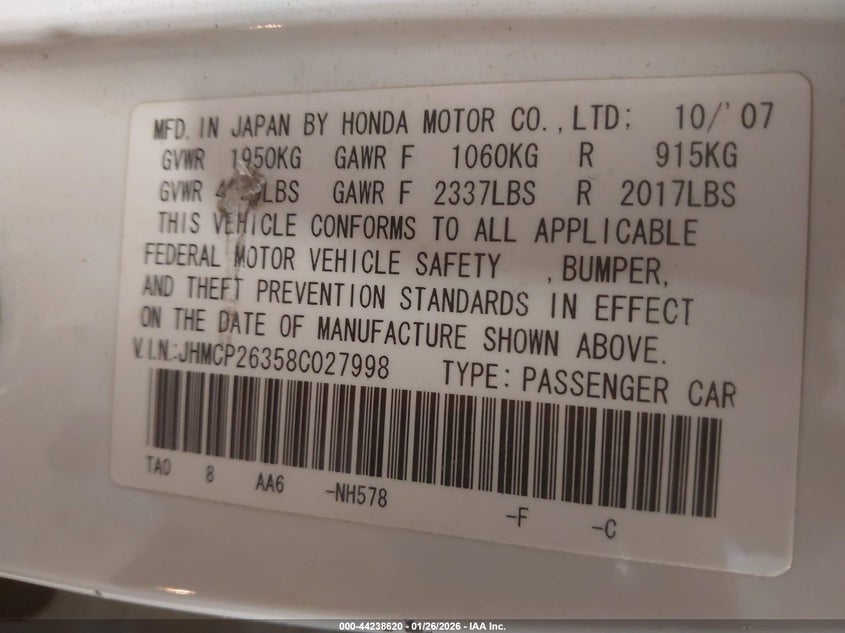 MFD. IN JAPAN BY HONDA MOTOR CO., LTD; 10/'07
GVWR 1950KG GAWR F 1060KG R 915KG
GVWR LBS GAWR F 2337LBS R 2017LBS
THIS VEHICLE CONFORMS TO ALL APPLICABLE
FEDERAL MOTOR VEHICLE SAFETY , BUMPER,
AND THEFT PREVENTION STANDARDS IN EFFECT
ON THE DATE OF MANUFACTURE SHOWN ABOVE.
V.I.N.:JHMCP26358C027998 TYPE: PASSENGER CAR
TA0 8 AA6 -NH578 -F -C
000-44238620 - 01/26/2026 - IAA Inc.